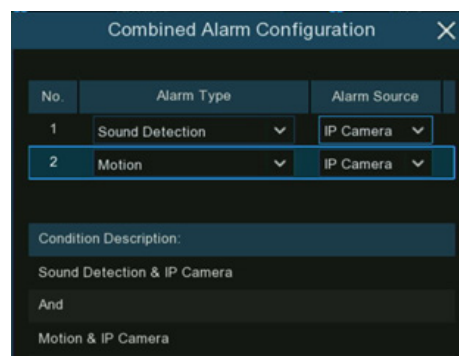 Combined Alarm Configuration
No. Alarm Type Alarm Source
1 Sound Detection IP Camera
2 Motion IP Camera
Condition Description:
Sound Detection & IP Camera
And
Motion & IP Camera